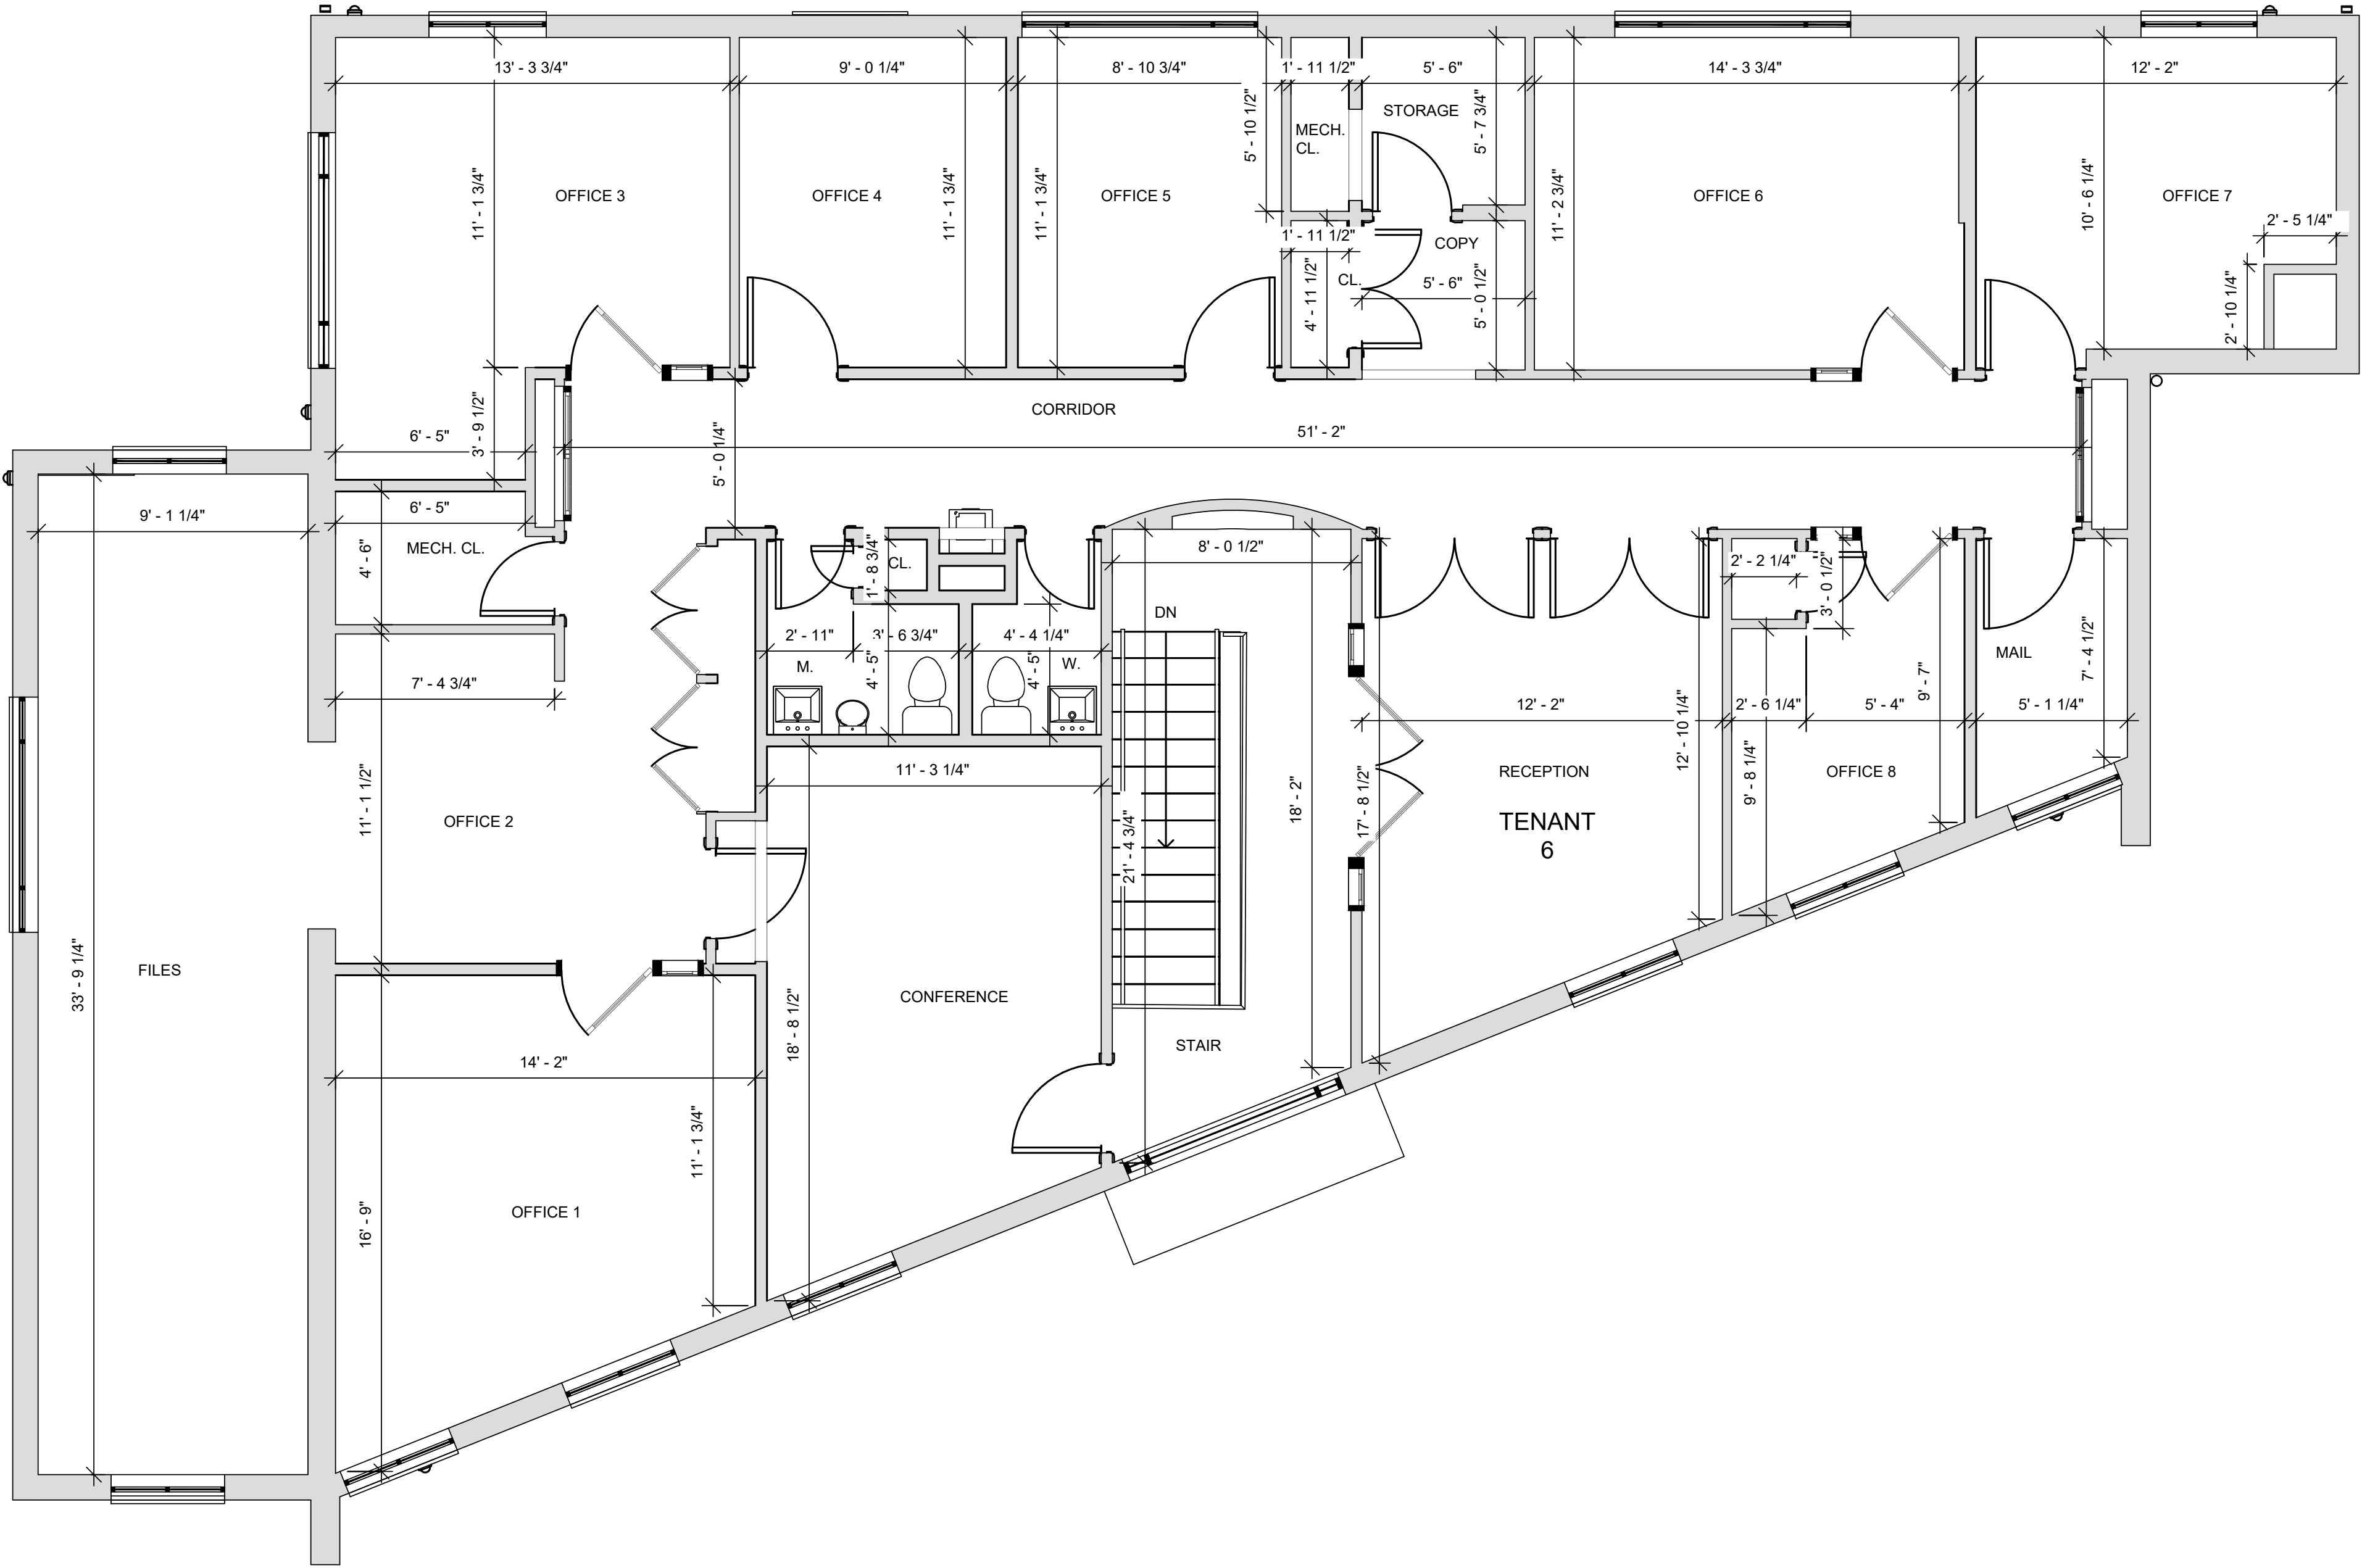 13' - 3 3/4"
9' - 0 1/4"
8' - 10 3/4"
1' - 11 1/2"
5' - 6"
14' - 3 3/4"
12' - 2"
STORAGE
5' - 10 1/2"
5' - 7 3/4"
MECH.
CL.
OFFICE 3
OFFICE 4
OFFICE 5
OFFICE 6
OFFICE 7
11' - 1 3/4"
11' - 1 3/4"
11' - 1 3/4"
11' - 2 3/4"
10' - 6 1/4"
2' - 5 1/4"
1' - 11 1/2"
COPY
CL.
5' - 6"
4' - 11 1/2"
5' - 0 1/2"
2' - 10 1/4"
CORRIDOR
51' - 2"
6' - 5"
3' - 9 1/2"
5' - 0 1/4"
9' - 1 1/4"
6' - 5"
MECH. CL.
4' - 6"
1' - 8 3/4"
CL.
8' - 0 1/2"
2' - 2 1/4"
3' - 0 1/2"
DN
2' - 11"
3' - 6 3/4"
4' - 4 1/4"
M.
W.
4' - 5"
4' - 5"
MAIL
7' - 4 1/2"
7' - 4 3/4"
12' - 2"
2' - 6 1/4"
5' - 4"
9' - 7"
5' - 1 1/4"
12' - 10 1/4"
11' - 3 1/4"
RECEPTION
OFFICE 8
9' - 8 1/4"
11' - 1 1/2"
OFFICE 2
21' - 4 3/4"
18' - 2"
17' - 8 1/2"
TENANT
6
FILES
33' - 9 1/4"
CONFERENCE
18' - 8 1/2"
STAIR
14' - 2"
11' - 1 3/4"
OFFICE 1
16' - 9"